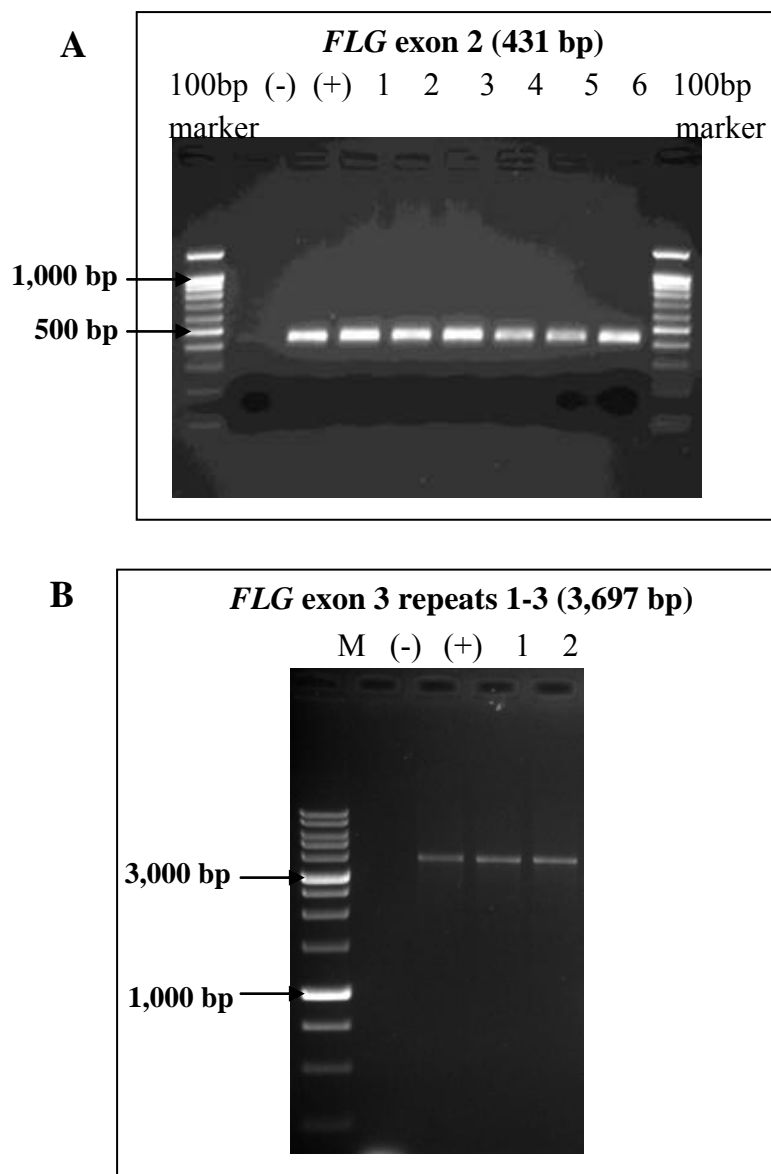 A
FLG exon 2 (431 bp)
100bp (-) (+) 1 2 3 4 5 6 100bp
marker marker
1,000 bp
500 bp
B
FLG exon 3 repeats 1-3 (3,697 bp)
M (-) (+) 1 2
3,000 bp
1,000 bp